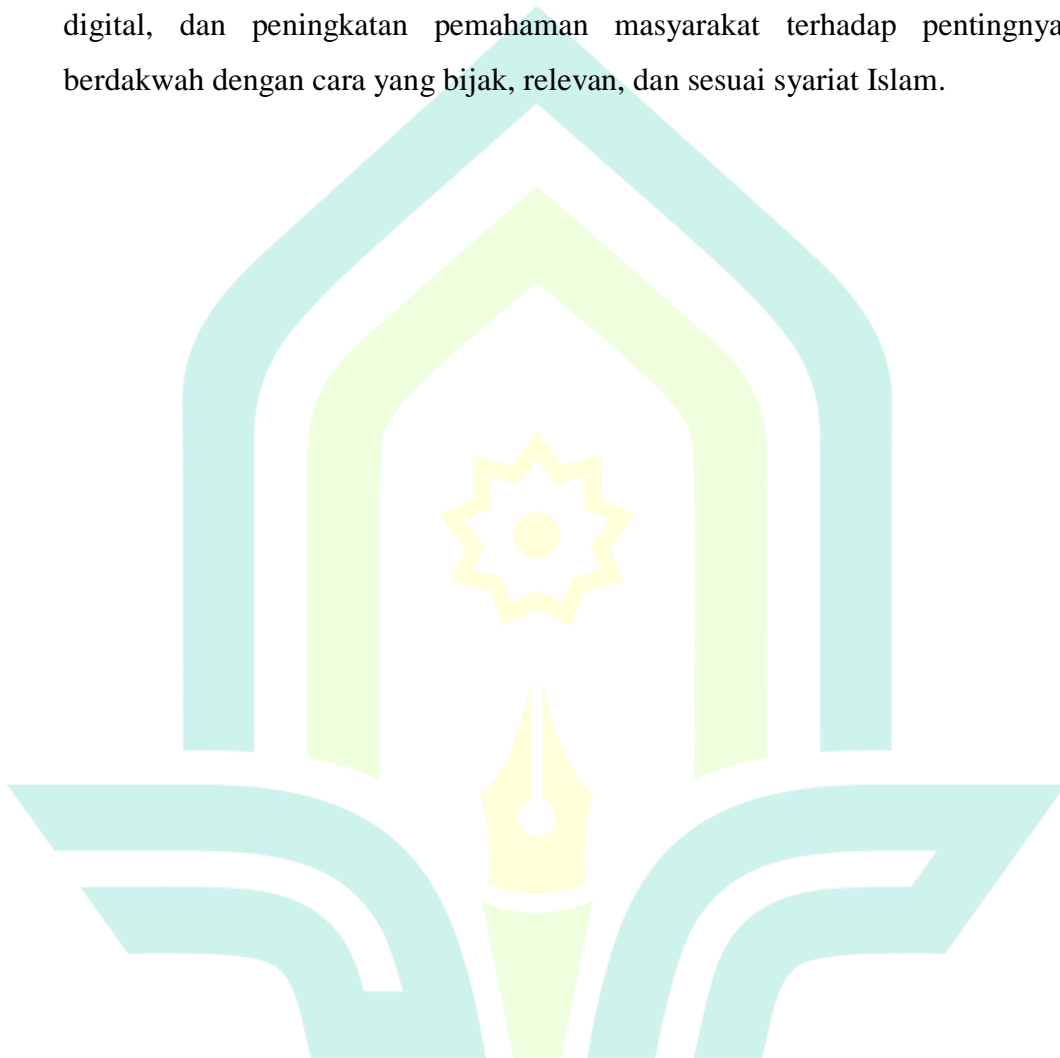 digital, dan peningkatan pemahaman masyarakat terhadap pentingnya
berdakwah dengan cara yang bijak, relevan, dan sesuai syariat Islam.